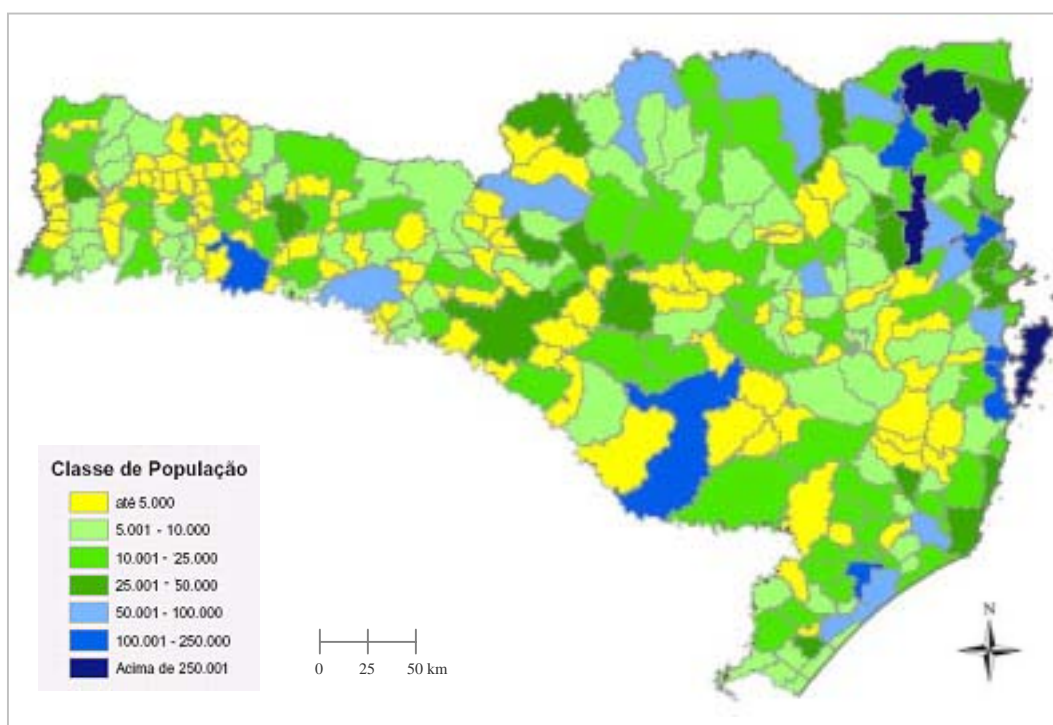 Classe de População
até 5.000
5.001 - 10.000
10.001 - 25.000
25.001 - 50.000
50.001 - 100.000
100.001 - 250.000
Acima de 250.001
0 25 50 km
N